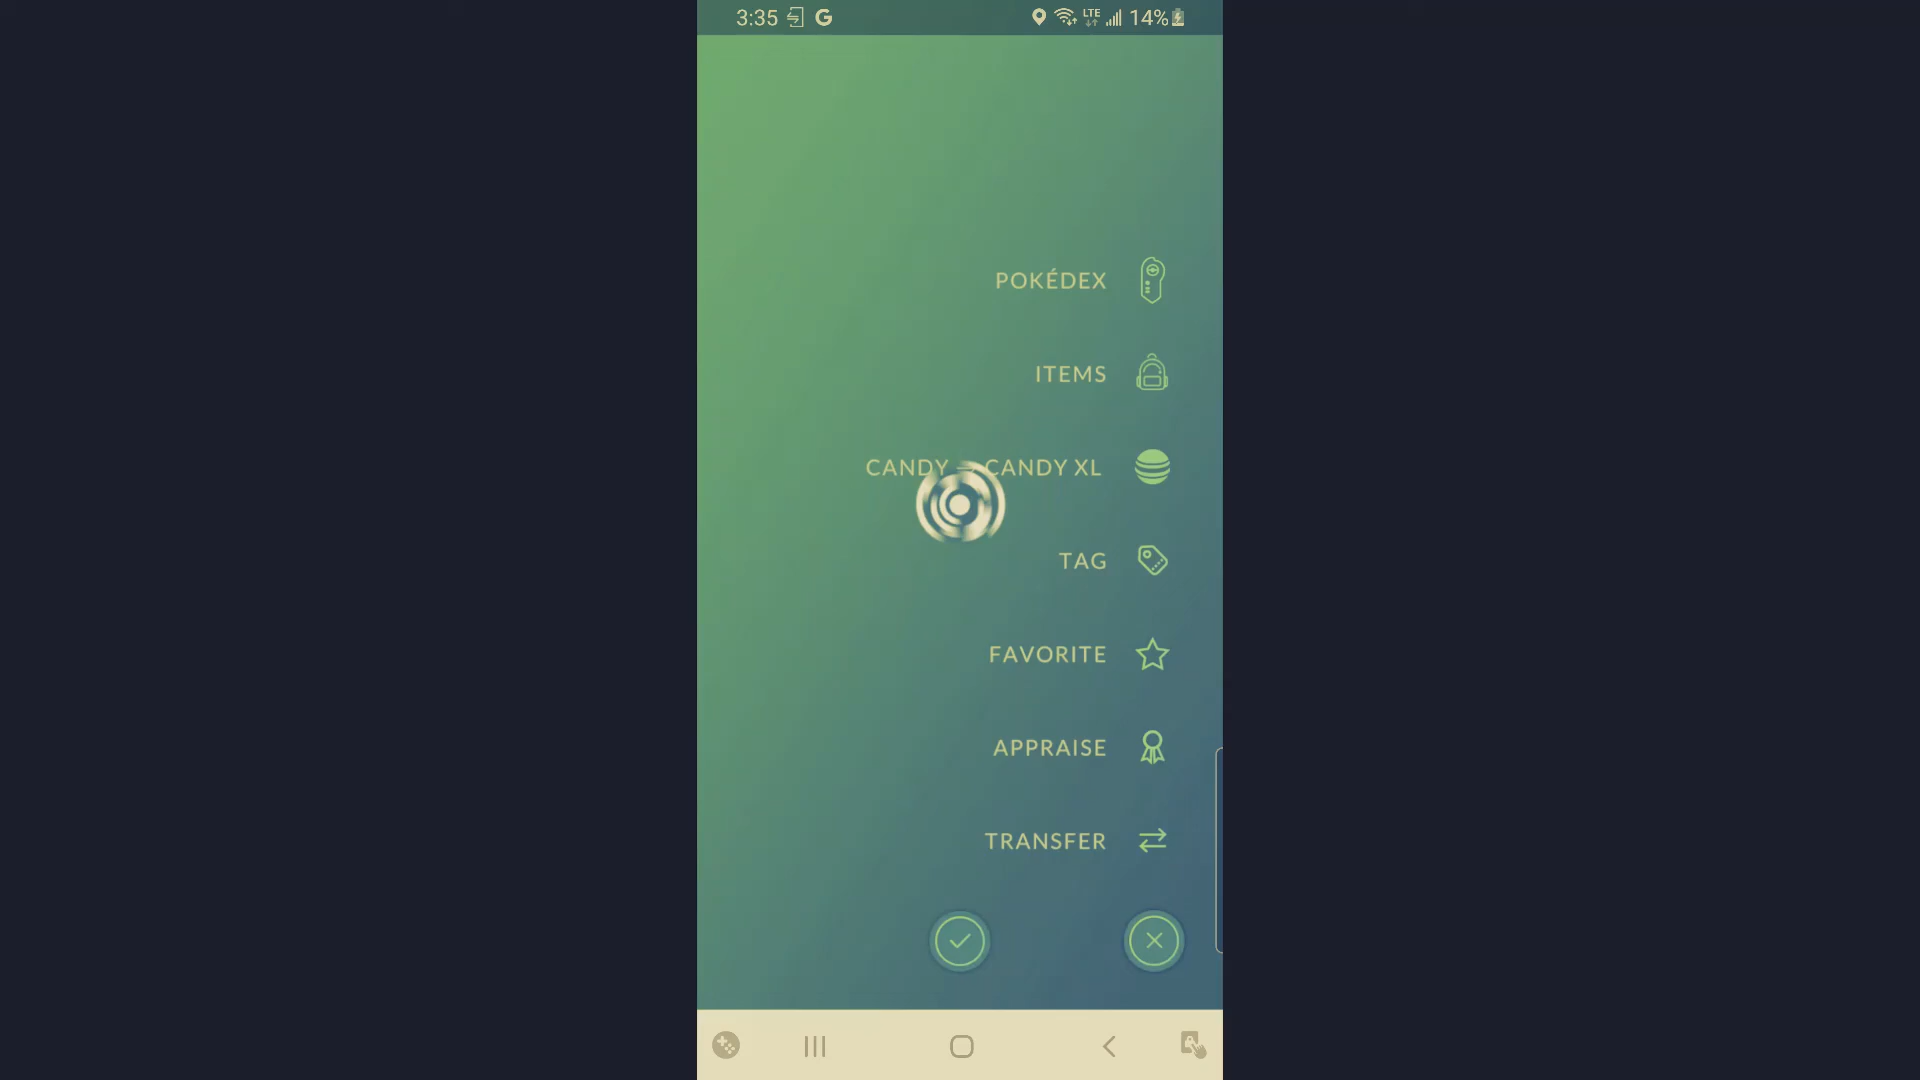 3:35 G LTE 14%
POKÉDEX
ITEMS
CANDY → CANDY XL
TAG
FAVORITE
APPRAISE
TRANSFER